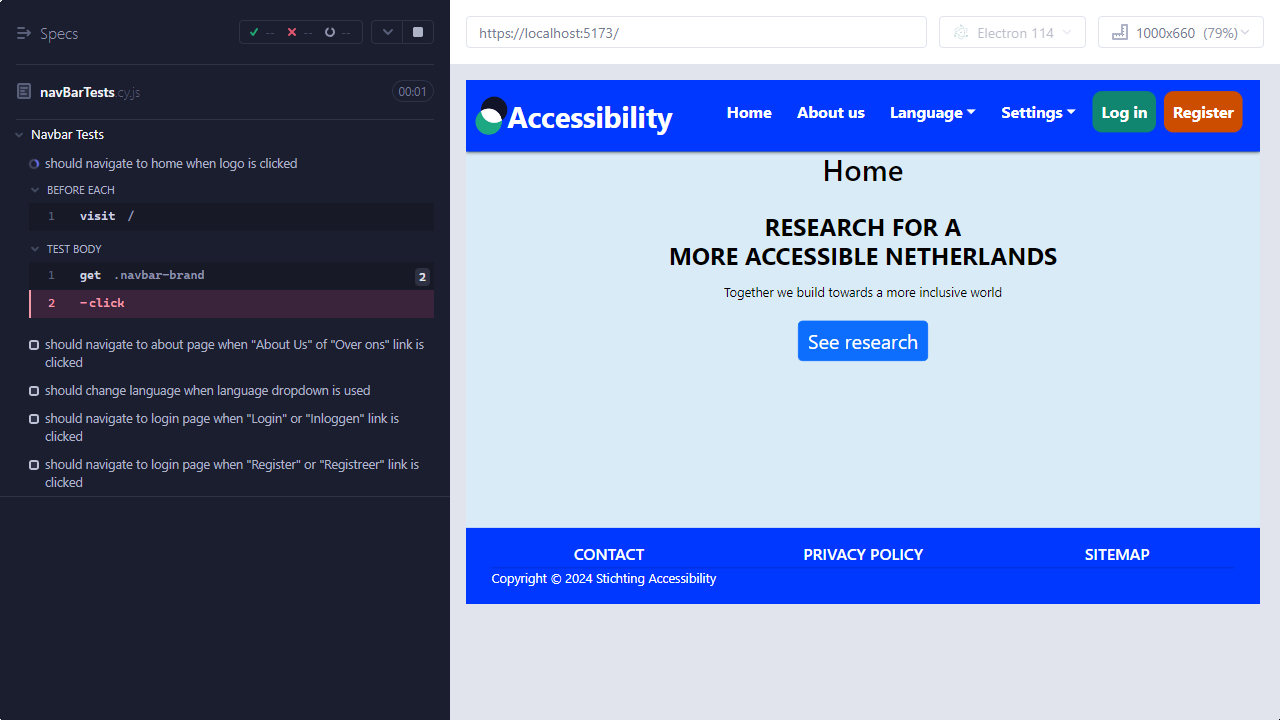 Specs
-- -- --
navBarTests cy.js 00:01
Navbar Tests
should navigate to home when logo is clicked
BEFORE EACH
1 visit /
TEST BODY
1 get .navbar-brand 2
2 -click
should navigate to about page when "About Us" of "Over ons" link is
clicked
should change language when language dropdown is used
should navigate to login page when "Login" or "Inloggen" link is
clicked
should navigate to login page when "Register" or "Registreer" link is
clicked
https://localhost:5173/
Electron 114
1000x660 (79%)
Accessibility
Home About us Language Settings Log in Register
Home
RESEARCH FOR A
MORE ACCESSIBLE NETHERLANDS
Together we build towards a more inclusive world
See research
CONTACT PRIVACY POLICY SITEMAP
Copyright © 2024 Stichting Accessibility